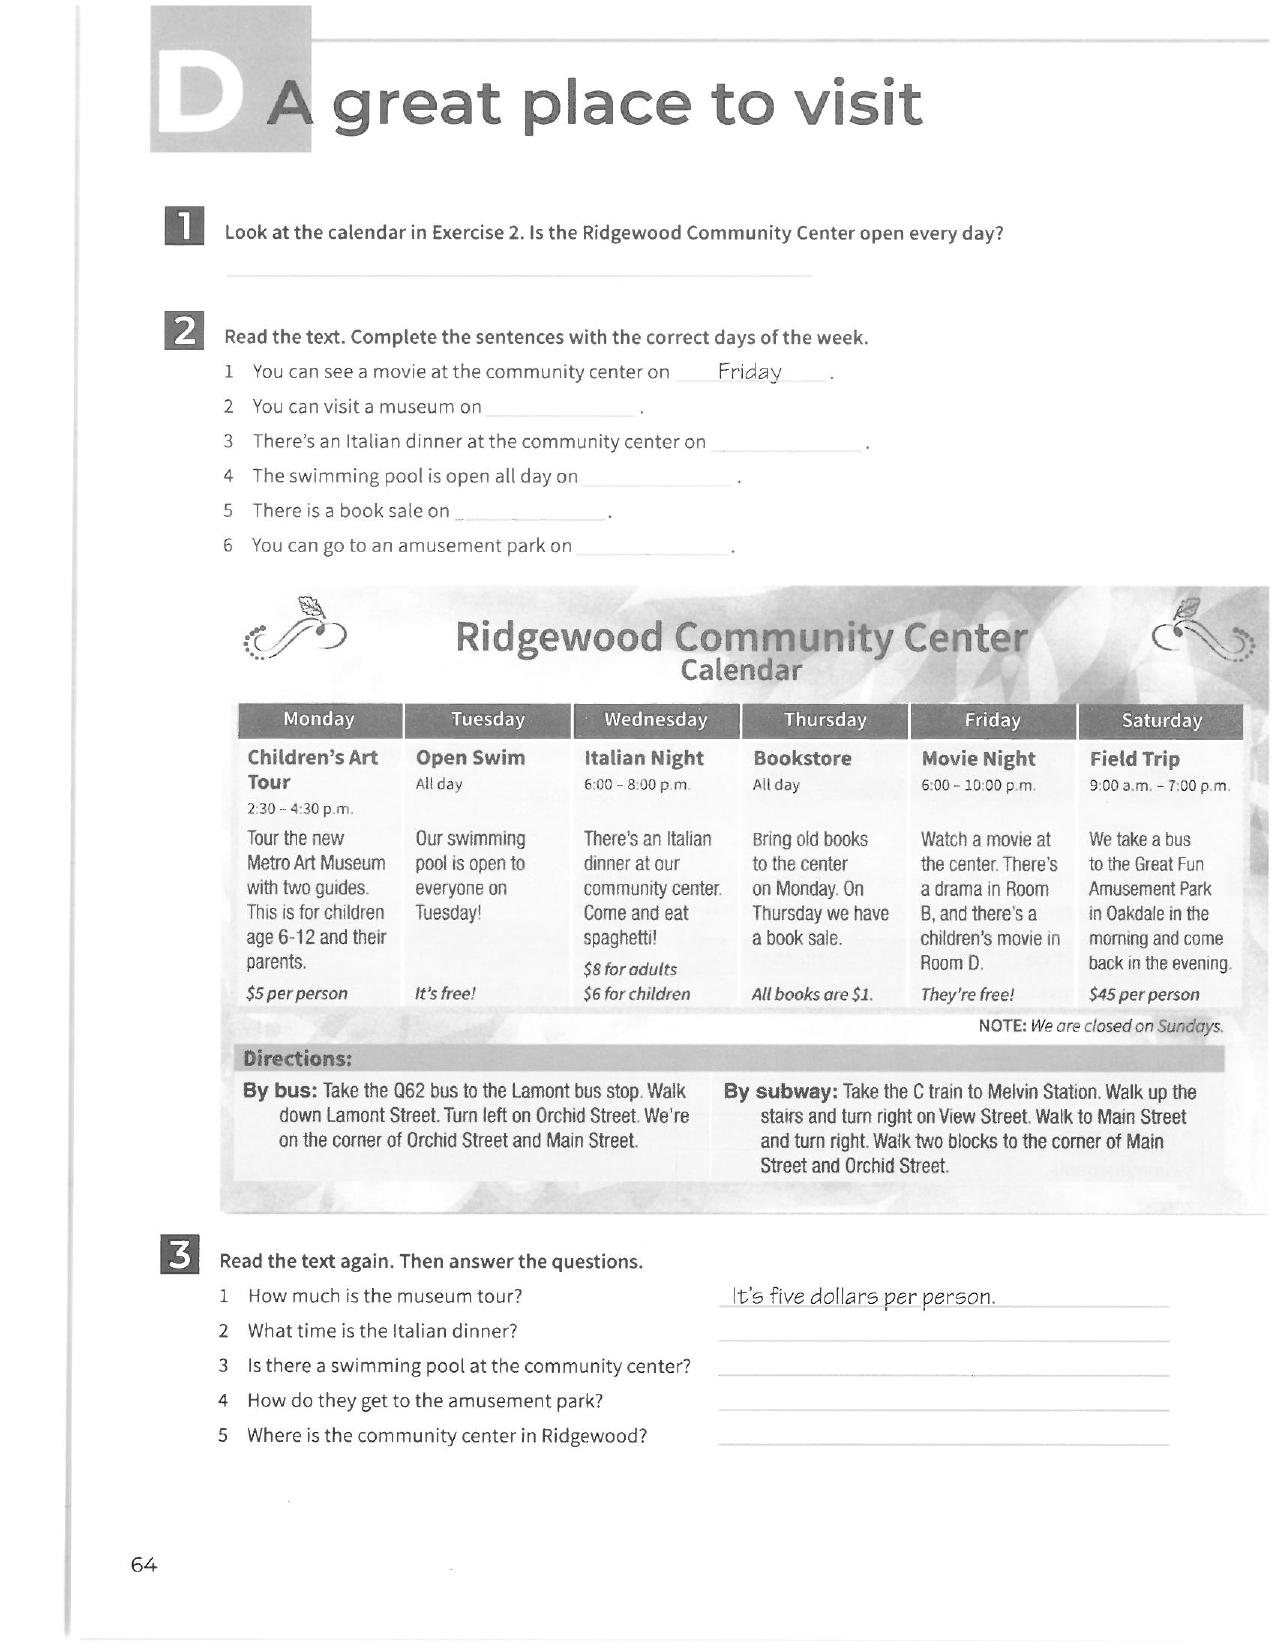 D A great place to visit
1 Look at the calendar in Exercise 2. Is the Ridgewood Community Center open every day?
2 Read the text. Complete the sentences with the correct days of the week.
1 You can see a movie at the community center on Friday .
2 You can visit a museum on .
3 There's an Italian dinner at the community center on .
4 The swimming pool is open all day on .
5 There is a book sale on .
6 You can go to an amusement park on .
Ridgewood Community Center
Calendar
Monday
Children's Art
Tour
2:30 – 4:30 p.m.
Tour the new
Metro Art Museum
with two guides.
This is for children
age 6-12 and their
parents.
$5 per person
Tuesday
Open Swim
All day
Our swimming
pool is open to
everyone on
Tuesday!
It's free!
Wednesday
Italian Night
6:00 – 8:00 p.m.
There's an Italian
dinner at our
community center.
Come and eat
spaghetti!
$8 for adults
$6 for children
Thursday
Bookstore
All day
Bring old books
to the center
on Monday. On
Thursday we have
a book sale.
All books are $1.
Friday
Movie Night
6:00 – 10:00 p.m.
Watch a movie at
the center. There's
a drama in Room
B, and there's a
children's movie in
Room D.
They're free!
Saturday
Field Trip
9:00 a.m. – 7:00 p.m.
We take a bus
to the Great Fun
Amusement Park
in Oakdale in the
morning and come
back in the evening.
$45 per person
NOTE: We are closed on Sundays.
Directions:
By bus: Take the Q62 bus to the Lamont bus stop. Walk
down Lamont Street. Turn left on Orchid Street. We're
on the corner of Orchid Street and Main Street.
By subway: Take the C train to Melvin Station. Walk up the
stairs and turn right on View Street. Walk to Main Street
and turn right. Walk two blocks to the corner of Main
Street and Orchid Street.
3 Read the text again. Then answer the questions.
1 How much is the museum tour? It's five dollars per person.
2 What time is the Italian dinner?
3 Is there a swimming pool at the community center?
4 How do they get to the amusement park?
5 Where is the community center in Ridgewood?
64